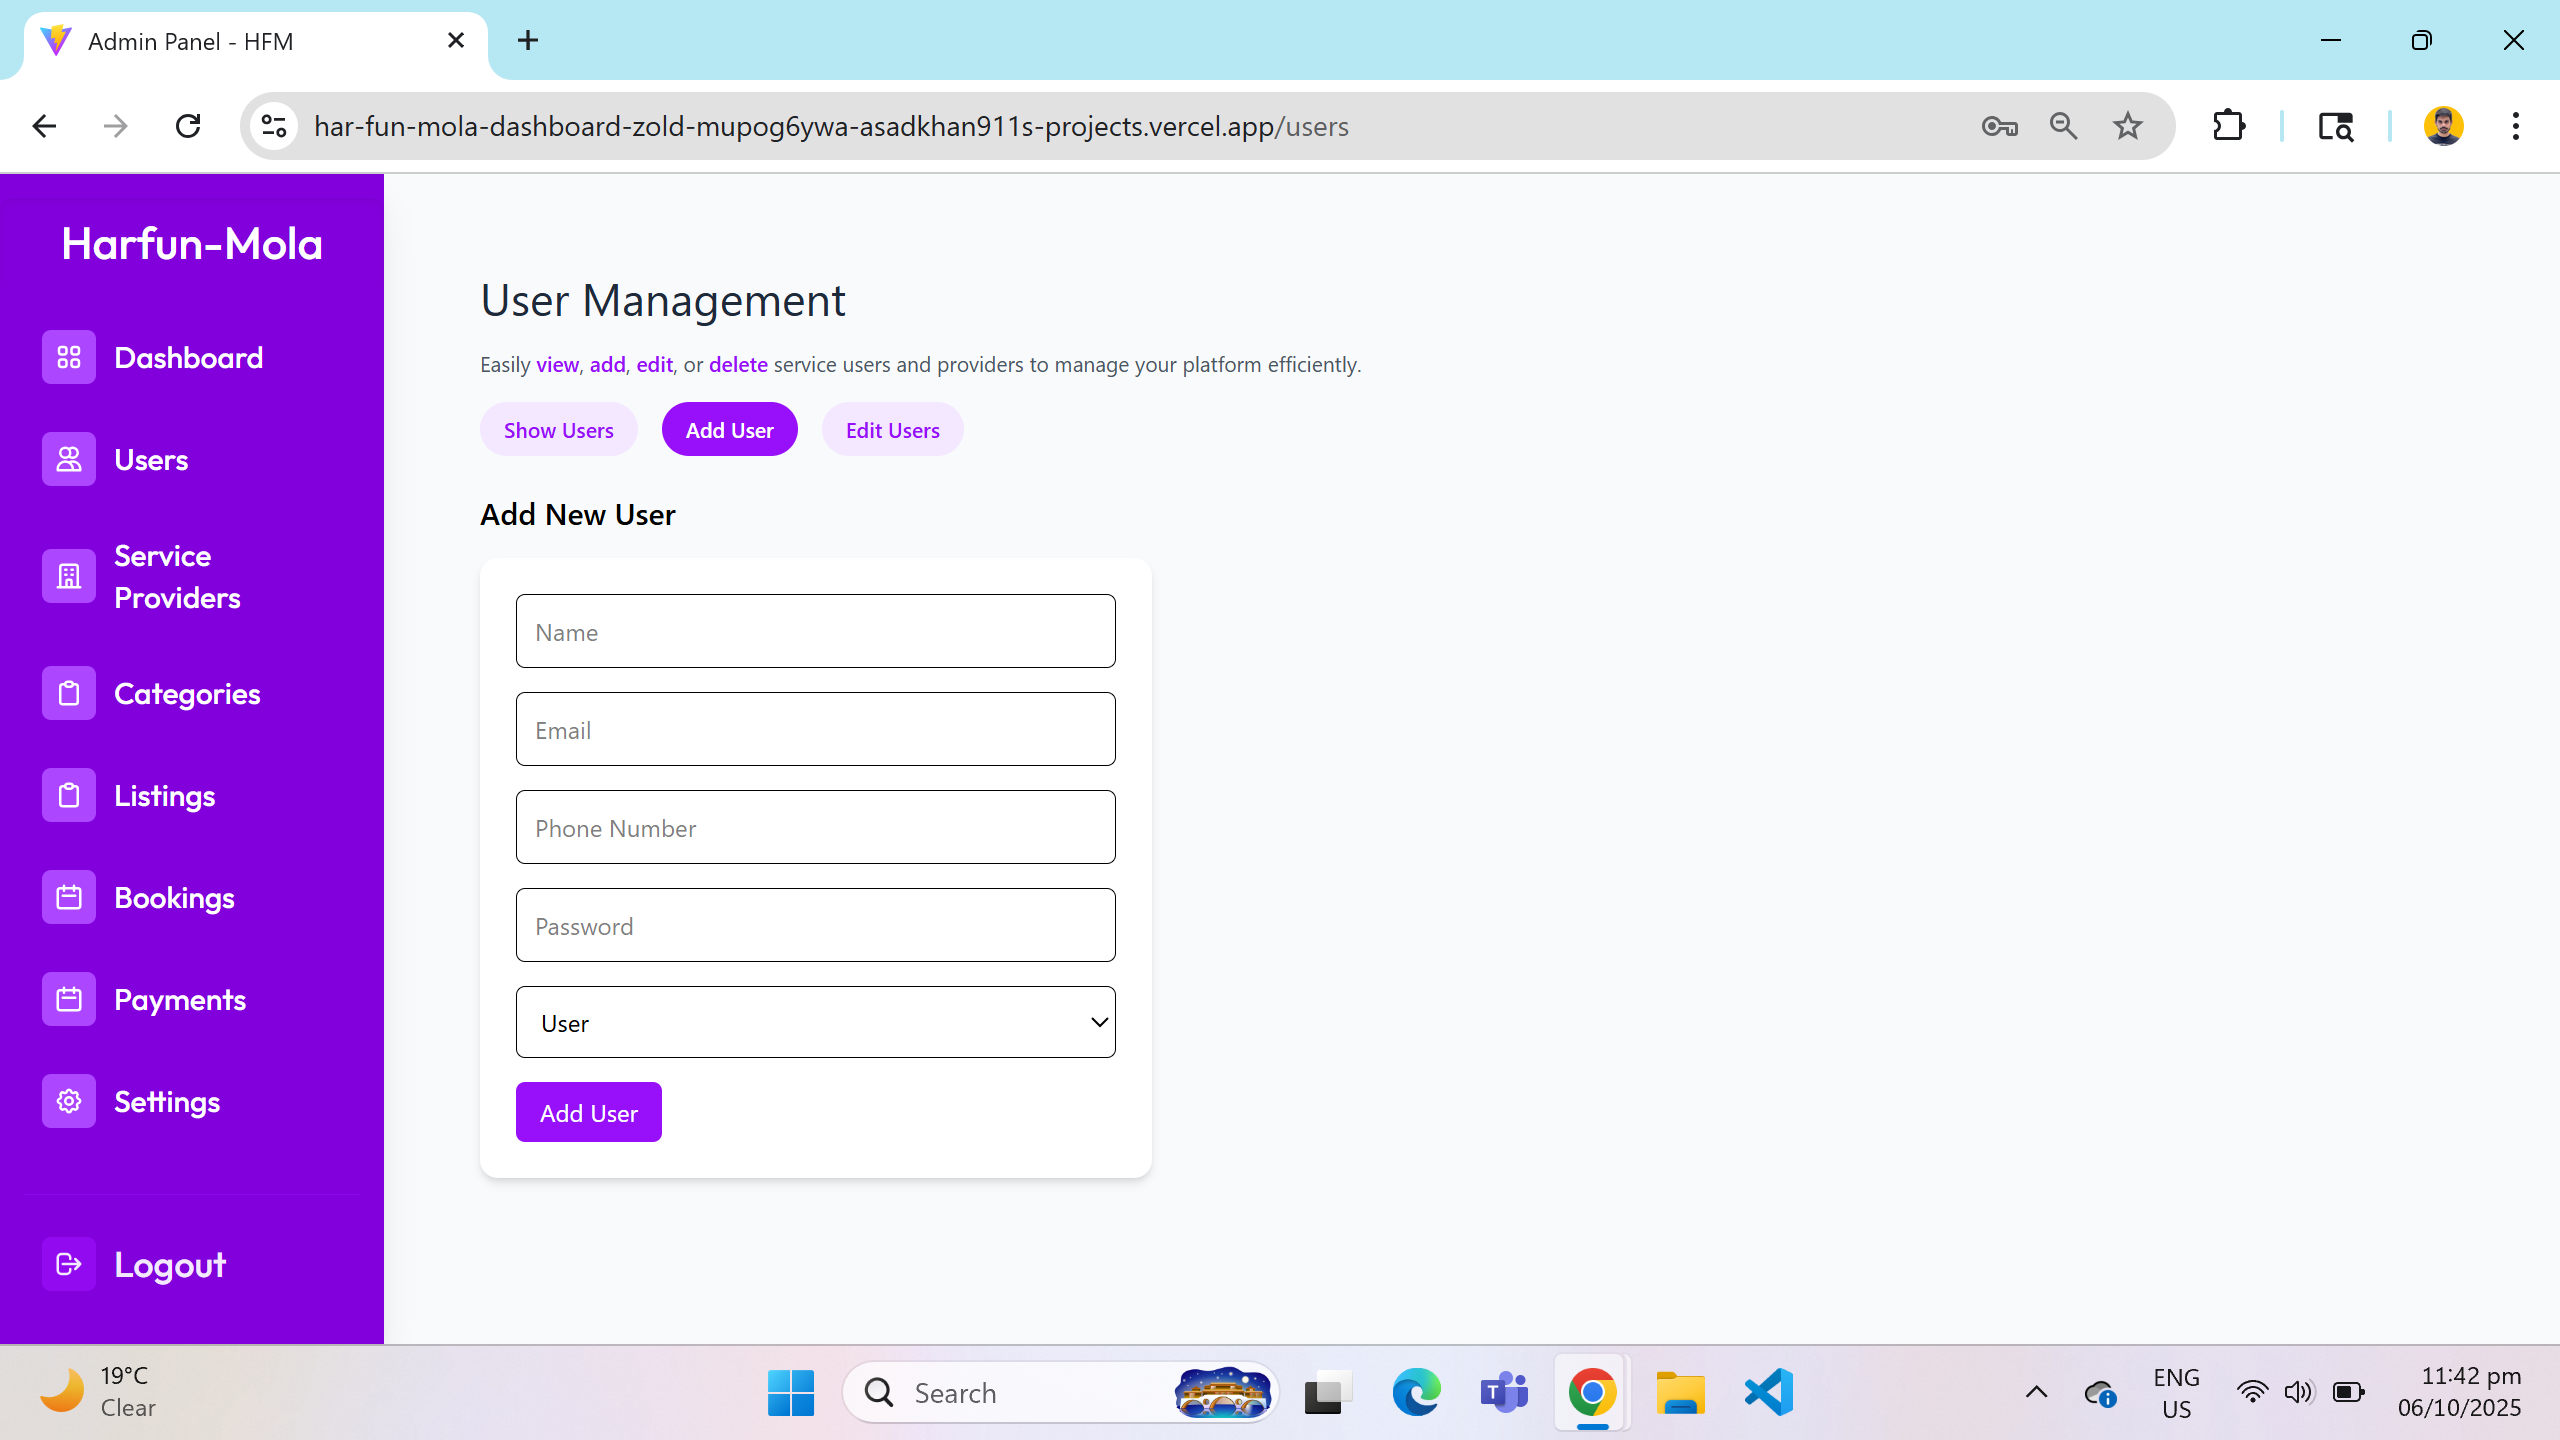 Admin Panel - HFM
har-fun-mola-dashboard-zold-mupog6ywa-asadkhan911s-projects.vercel.app/users
Harfun-Mola
Dashboard
Users
Service
Providers
Categories
Listings
Bookings
Payments
Settings
Logout
User Management
Easily view, add, edit, or delete service users and providers to manage your platform efficiently.
Show Users
Add User
Edit Users
Add New User
Name
Email
Phone Number
Password
User
Add User
19°C
Clear
Search
T
ENG
US
11:42 pm
06/10/2025